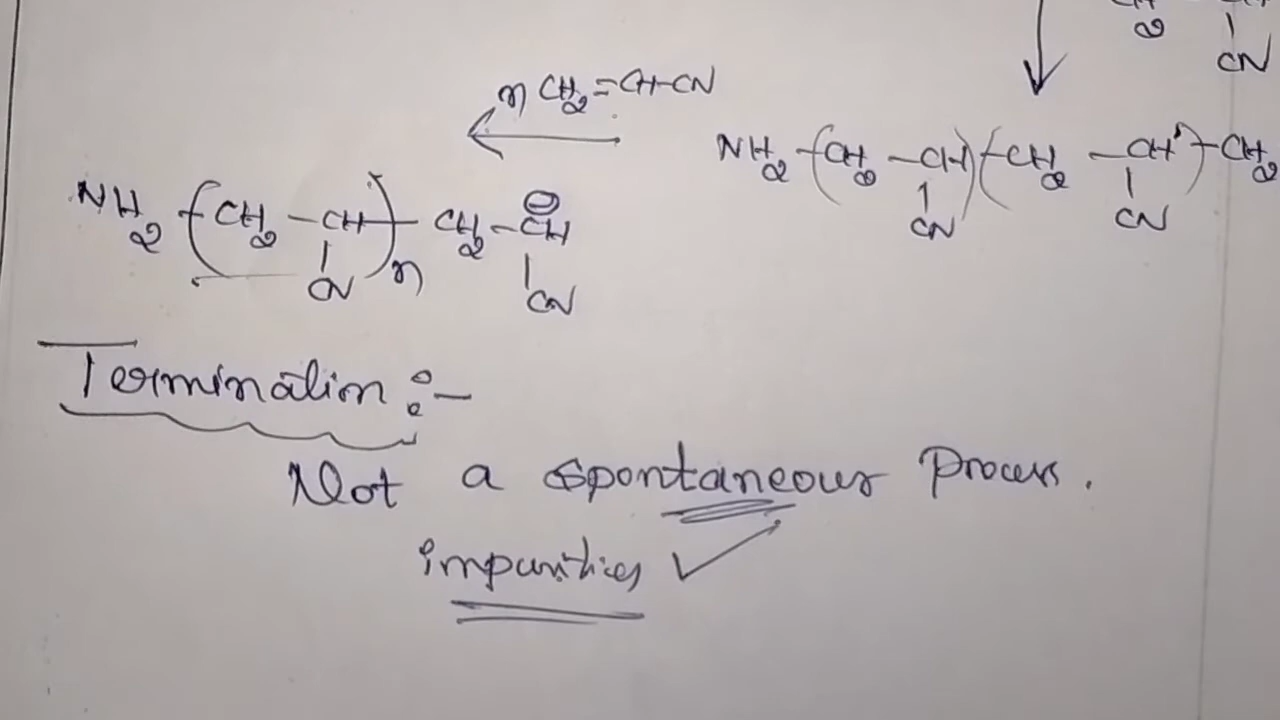 CH2 CN
n CH2=CH-CN
NH2-(CH2-CH)-(CH2-CH)-CH2
CN CN
NH2-(CH2-CH)n-CH2-CH⊖
CN CN
Termination :-
Not a spontaneous process.
impurities ✓